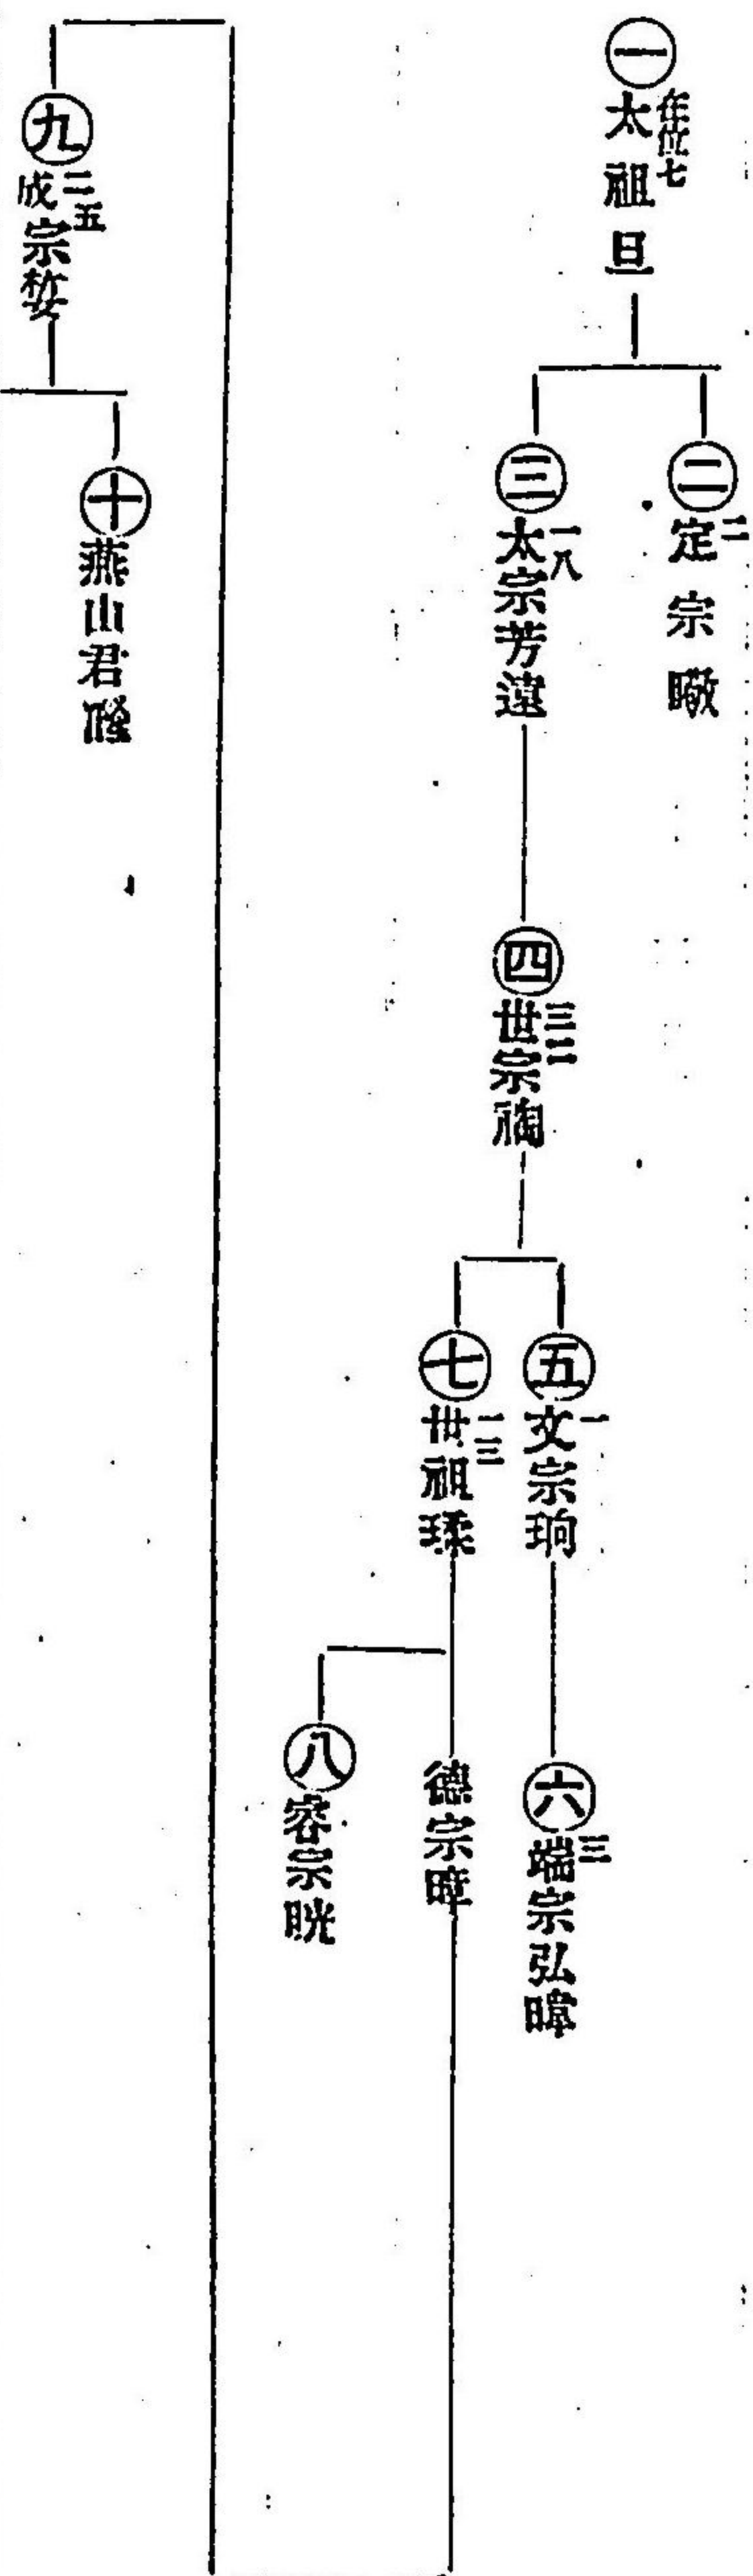 ㊀ 太祖旦 在位七
㊁ 定宗曔 二
㊂ 太宗芳遠 一八
㊃ 世宗祹 三二
㊄ 文宗珦 一
㊅ 端宗弘暐 三
㊆ 世祖瑈 一三
德宗暲
㊇ 睿宗晄
㊈ 成宗娎 二五
㊉ 燕山君㦕